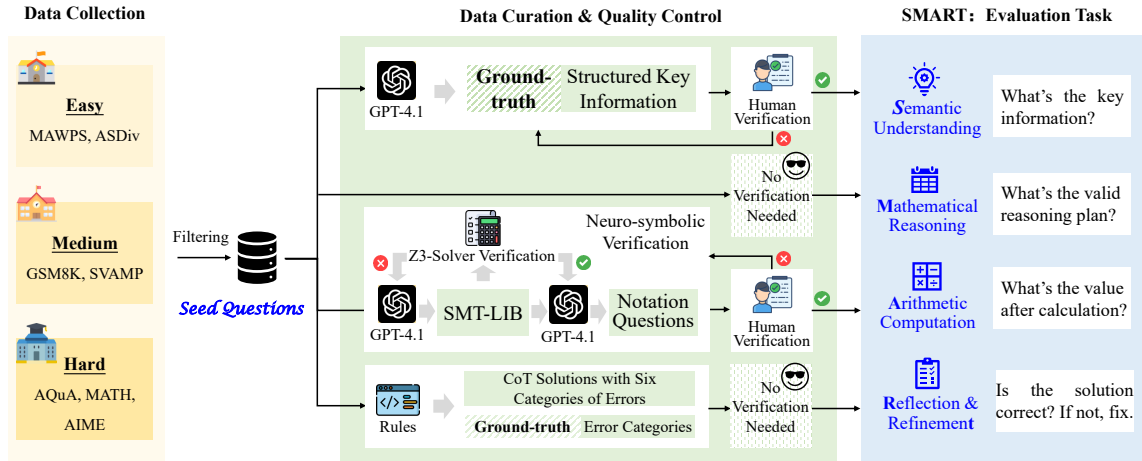 Data Collection
Easy
MAWPS, ASDiv
Medium
GSM8K, SVAMP
Hard
AQuA, MATH,
AIME
Filtering
Seed Questions
Data Curation & Quality Control
GPT-4.1
Ground-
truth
Structured Key
Information
Human
Verification
No
Verification
Needed
Neuro-symbolic
Verification
Z3-Solver Verification
GPT-4.1
SMT-LIB
GPT-4.1
Notation
Questions
Human
Verification
Rules
CoT Solutions with Six
Categories of Errors
Ground-truth Error Categories
No
Verification
Needed
SMART: Evaluation Task
Semantic
Understanding
What's the key
information?
Mathematical
Reasoning
What's the valid
reasoning plan?
Arithmetic
Computation
What's the value
after calculation?
Reflection &
Refinement
Is the solution
correct? If not, fix.